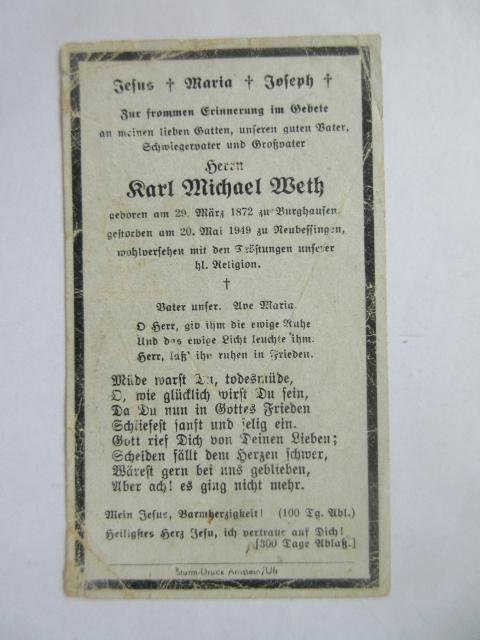 Jesus † Maria † Joseph †
Zur frommen Erinnerung im Gebete
an meinen lieben Gatten, unseren guten Vater,
Schwiegervater und Großvater
Herrn
Karl Michael Weth
geboren am 29. März 1872 zu Burghausen
gestorben am 20. Mai 1949 zu Neubessingen,
wohlversehen mit den Tröstungen unserer
hl. Religion.
†
Vater unser. Ave Maria
O Herr, gib ihm die ewige Ruhe
Und das ewige Licht leuchte ihm.
Herr, laß' ihn ruhen in Frieden.
Müde warst Du, todesmüde,
O, wie glücklich wirst Du sein,
Da Du nun in Gottes Frieden
Schliefest sanft und selig ein.
Gott rief Dich von Deinen Lieben;
Scheiden fällt dem Herzen schwer,
Wärest gern bei uns geblieben,
Aber ach! es ging nicht mehr.
Mein Jesus, Barmherzigkeit! (100 Tg. Abl.)
Heiligstes Herz Jesu, ich vertraue auf Dich!
[300 Tage Ablaß.]
Sturm-Druck Arnstein/Ufr